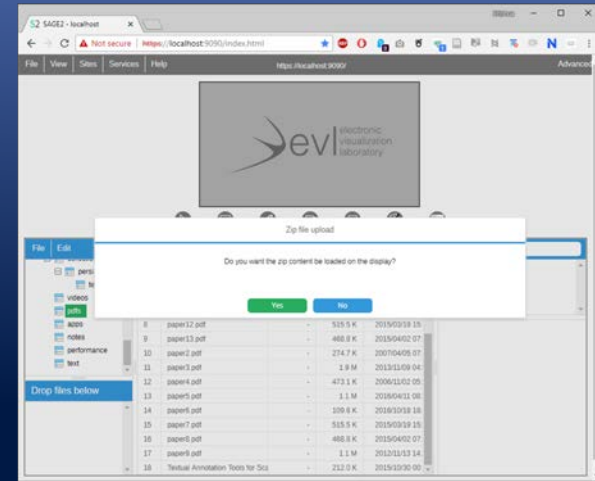 S2 SAGE2 - localhost
Not secure | https://localhost:9090/index.html
File View Sites Services Help https://localhost:9090/ Advanced
evl electronic visualization laboratory
Zip file upload
Do you want the zip content be loaded on the display?
Yes No
File Edit
persi
videos
pdfs
apps
notes
performance
text
Drop files below
8 paper12.pdf - 515.5 K 2015/03/19 15:
9 paper13.pdf - 468.8 K 2015/04/02 07:
10 paper2.pdf - 274.7 K 2007/04/05 07:
11 paper3.pdf - 1.9 M 2013/11/09 04:
12 paper4.pdf - 473.1 K 2006/11/02 05:
13 paper5.pdf - 1.1 M 2018/04/11 08:
14 paper6.pdf - 109.6 K 2018/10/18 18:
15 paper7.pdf - 515.5 K 2015/03/19 15:
16 paper8.pdf - 468.8 K 2015/04/02 07:
17 paper9.pdf - 1.1 M 2012/11/13 14:
18 Textual Annotation Tools for Sca - 212.0 K 2015/10/30 00: